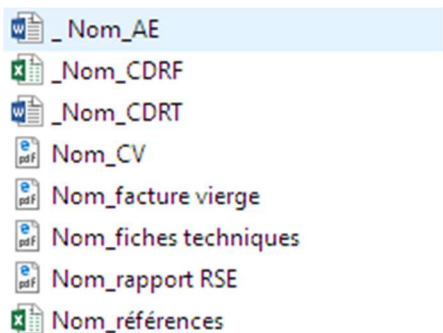 _ Nom_AE
_Nom_CDRF
_Nom_CDRT
Nom_CV
Nom_facture vierge
Nom_fiches techniques
Nom_rapport RSE
Nom_références